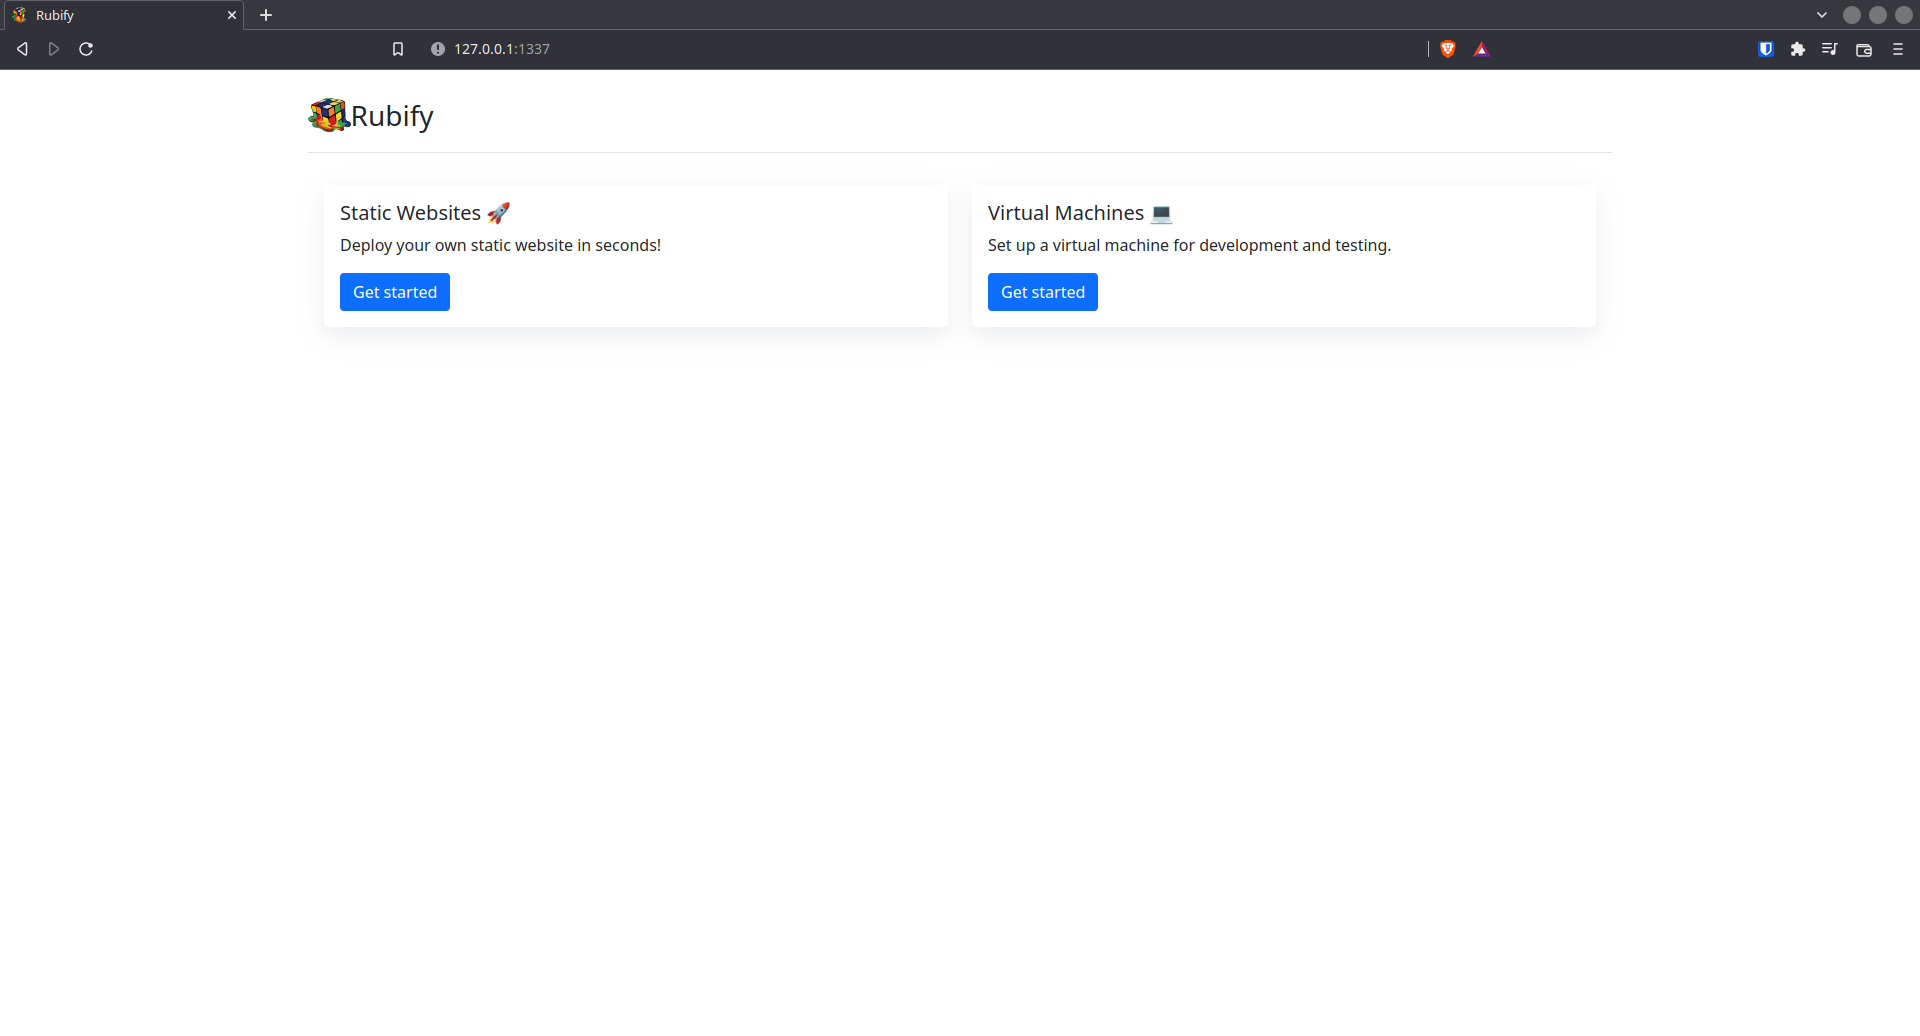 Rubify
127.0.0.1:1337
Rubify
Static Websites 🚀
Deploy your own static website in seconds!
Get started
Virtual Machines 💻
Set up a virtual machine for development and testing.
Get started